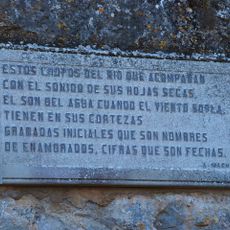 ESTOS CHOPOS DEL RIO QUE ACOMPAÑAN
CON EL SONIDO DE SUS HOJAS SECAS
EL SON DEL AGUA CUANDO EL VIENTO SOPLA,
TIENEN EN SUS CORTEZAS
GRABADAS INICIALES QUE SON NOMBRES
DE ENAMORADOS, CIFRAS QUE SON FECHAS.
A. MACH